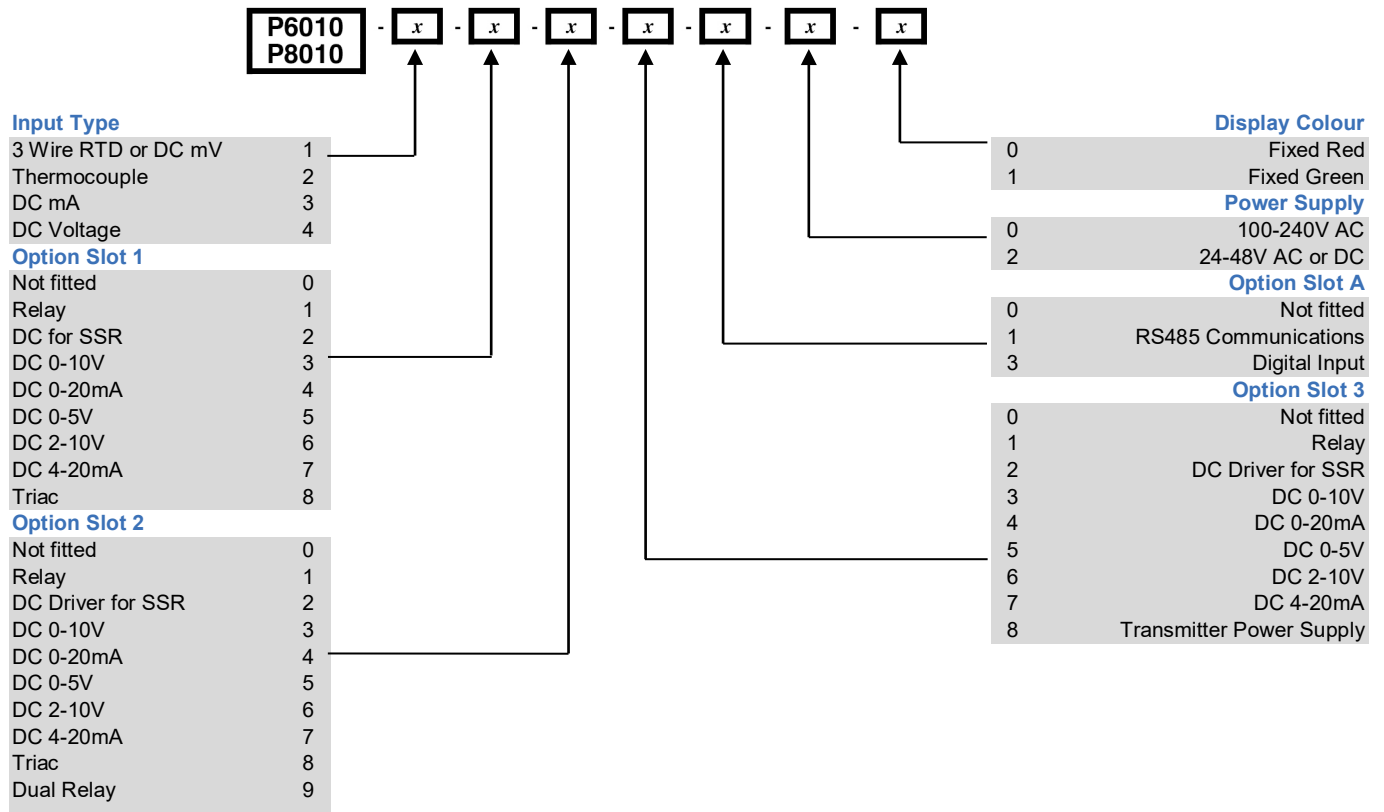 P6010 - x - x - x - x - x - x - x
P8010
Input Type
3 Wire RTD or DC mV 1
Thermocouple 2
DC mA 3
DC Voltage 4
Option Slot 1
Not fitted 0
Relay 1
DC for SSR 2
DC 0-10V 3
DC 0-20mA 4
DC 0-5V 5
DC 2-10V 6
DC 4-20mA 7
Triac 8
Option Slot 2
Not fitted 0
Relay 1
DC Driver for SSR 2
DC 0-10V 3
DC 0-20mA 4
DC 0-5V 5
DC 2-10V 6
DC 4-20mA 7
Triac 8
Dual Relay 9
Display Colour
0 Fixed Red
1 Fixed Green
Power Supply
0 100-240V AC
2 24-48V AC or DC
Option Slot A
0 Not fitted
1 RS485 Communications
3 Digital Input
Option Slot 3
0 Not fitted
1 Relay
2 DC Driver for SSR
3 DC 0-10V
4 DC 0-20mA
5 DC 0-5V
6 DC 2-10V
7 DC 4-20mA
8 Transmitter Power Supply